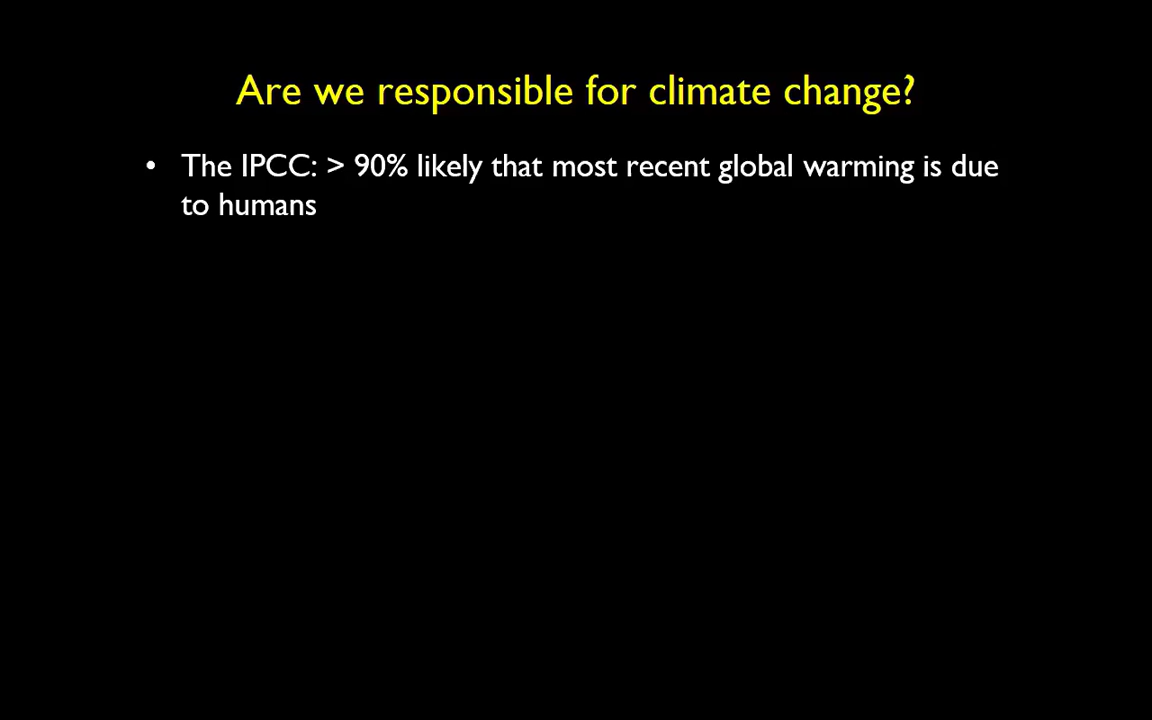 Are we responsible for climate change?
• The IPCC: > 90% likely that most recent global warming is due
to humans